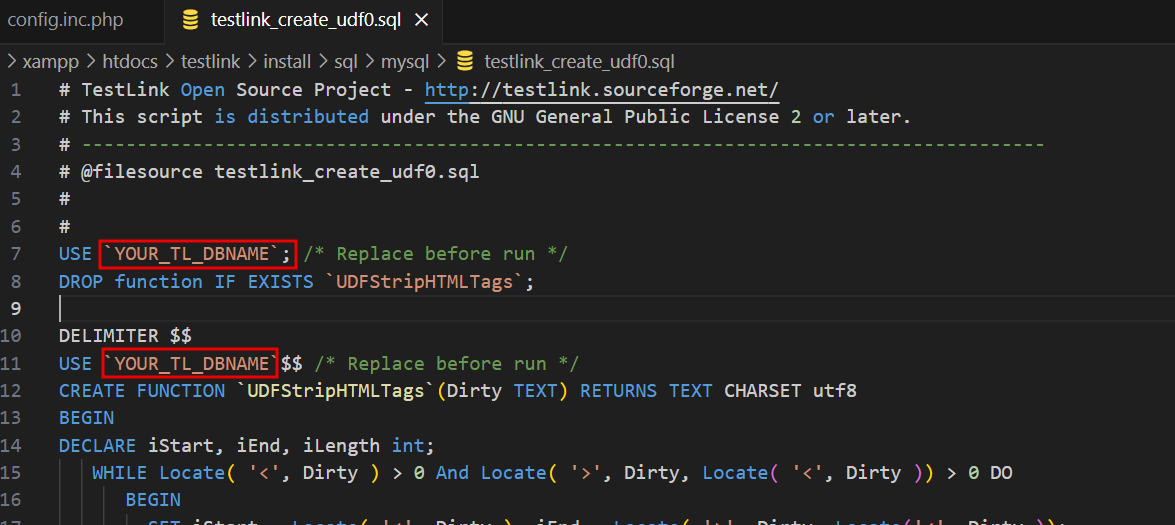 config.inc.php testlink_create_udf0.sql ×
> xampp > htdocs > testlink > install > sql > mysql > testlink_create_udf0.sql
1 # TestLink Open Source Project - http://testlink.sourceforge.net/
2 # This script is distributed under the GNU General Public License 2 or later.
3 # --------------------------------------------------------------------------------------
4 # @filesource testlink_create_udf0.sql
5 #
6 #
7 USE `YOUR_TL_DBNAME`; /* Replace before run */
8 DROP function IF EXISTS `UDFStripHTMLTags`;
9
10 DELIMITER $$
11 USE `YOUR_TL_DBNAME`$$ /* Replace before run */
12 CREATE FUNCTION `UDFStripHTMLTags`(Dirty TEXT) RETURNS TEXT CHARSET utf8
13 BEGIN
14 DECLARE iStart, iEnd, iLength int;
15 WHILE Locate( '<', Dirty ) > 0 And Locate( '>', Dirty, Locate( '<', Dirty )) > 0 DO
16 BEGIN